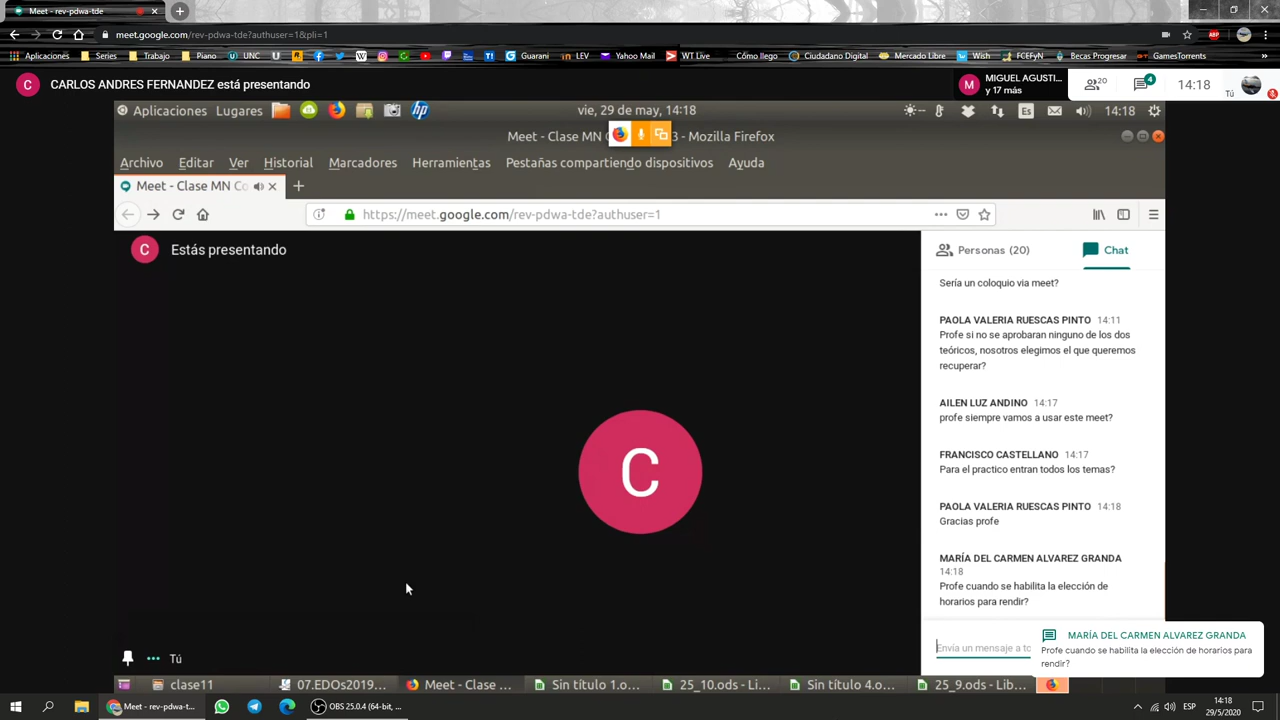 Meet - rev-pdwa-tde
meet.google.com/rev-pdwa-tde?authuser=1&pli=1
Aplicaciones Series Trabajo Piano UNC Guarani LEV Yahoo Mail WT Live Cómo llego Ciudadano Digital Mercado Libre Wish FCEFyN Becas Progresar GamesTorrents
C CARLOS ANDRES FERNANDEZ está presentando
M MIGUEL AGUSTI... y 17 más
20
4
14:18
Tú
Aplicaciones Lugares vie, 29 de may, 14:18 Es 14:18
Meet - Clase MN C 3 - Mozilla Firefox
Archivo Editar Ver Historial Marcadores Herramientas Pestañas compartiendo dispositivos Ayuda
Meet - Clase MN Co
https://meet.google.com/rev-pdwa-tde?authuser=1
C Estás presentando
Personas (20) Chat
Sería un coloquio via meet?
PAOLA VALERIA RUESCAS PINTO 14:11
Profe si no se aprobaran ninguno de los dos
teóricos, nosotros elegimos el que queremos
recuperar?
AILEN LUZ ANDINO 14:17
profe siempre vamos a usar este meet?
FRANCISCO CASTELLANO 14:17
Para el practico entran todos los temas?
PAOLA VALERIA RUESCAS PINTO 14:18
Gracias profe
MARÍA DEL CARMEN ALVAREZ GRANDA
14:18
Profe cuando se habilita la elección de
horarios para rendir?
C
Envía un mensaje a to
MARÍA DEL CARMEN ALVAREZ GRANDA
Profe cuando se habilita la elección de horarios para
rendir?
Tú
clase11 07.EDOs2019... Meet - Clase ... Sin título 1.o... 25_10.ods - Li... Sin título 4.o... 25_9.ods - Lib...
Meet - rev-pdwa-t... OBS 25.0.4 (64-bit, ... ESP
14:18
29/5/2020